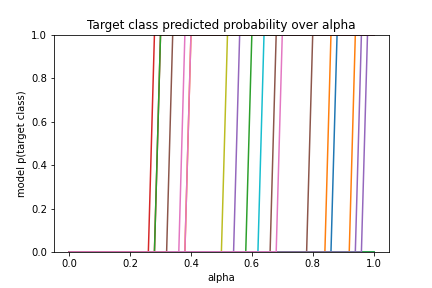 Target class predicted probability over alpha
1.0
0.8
0.6
0.4
0.2
0.0
model p(target class)
0.0 0.2 0.4 0.6 0.8 1.0
alpha